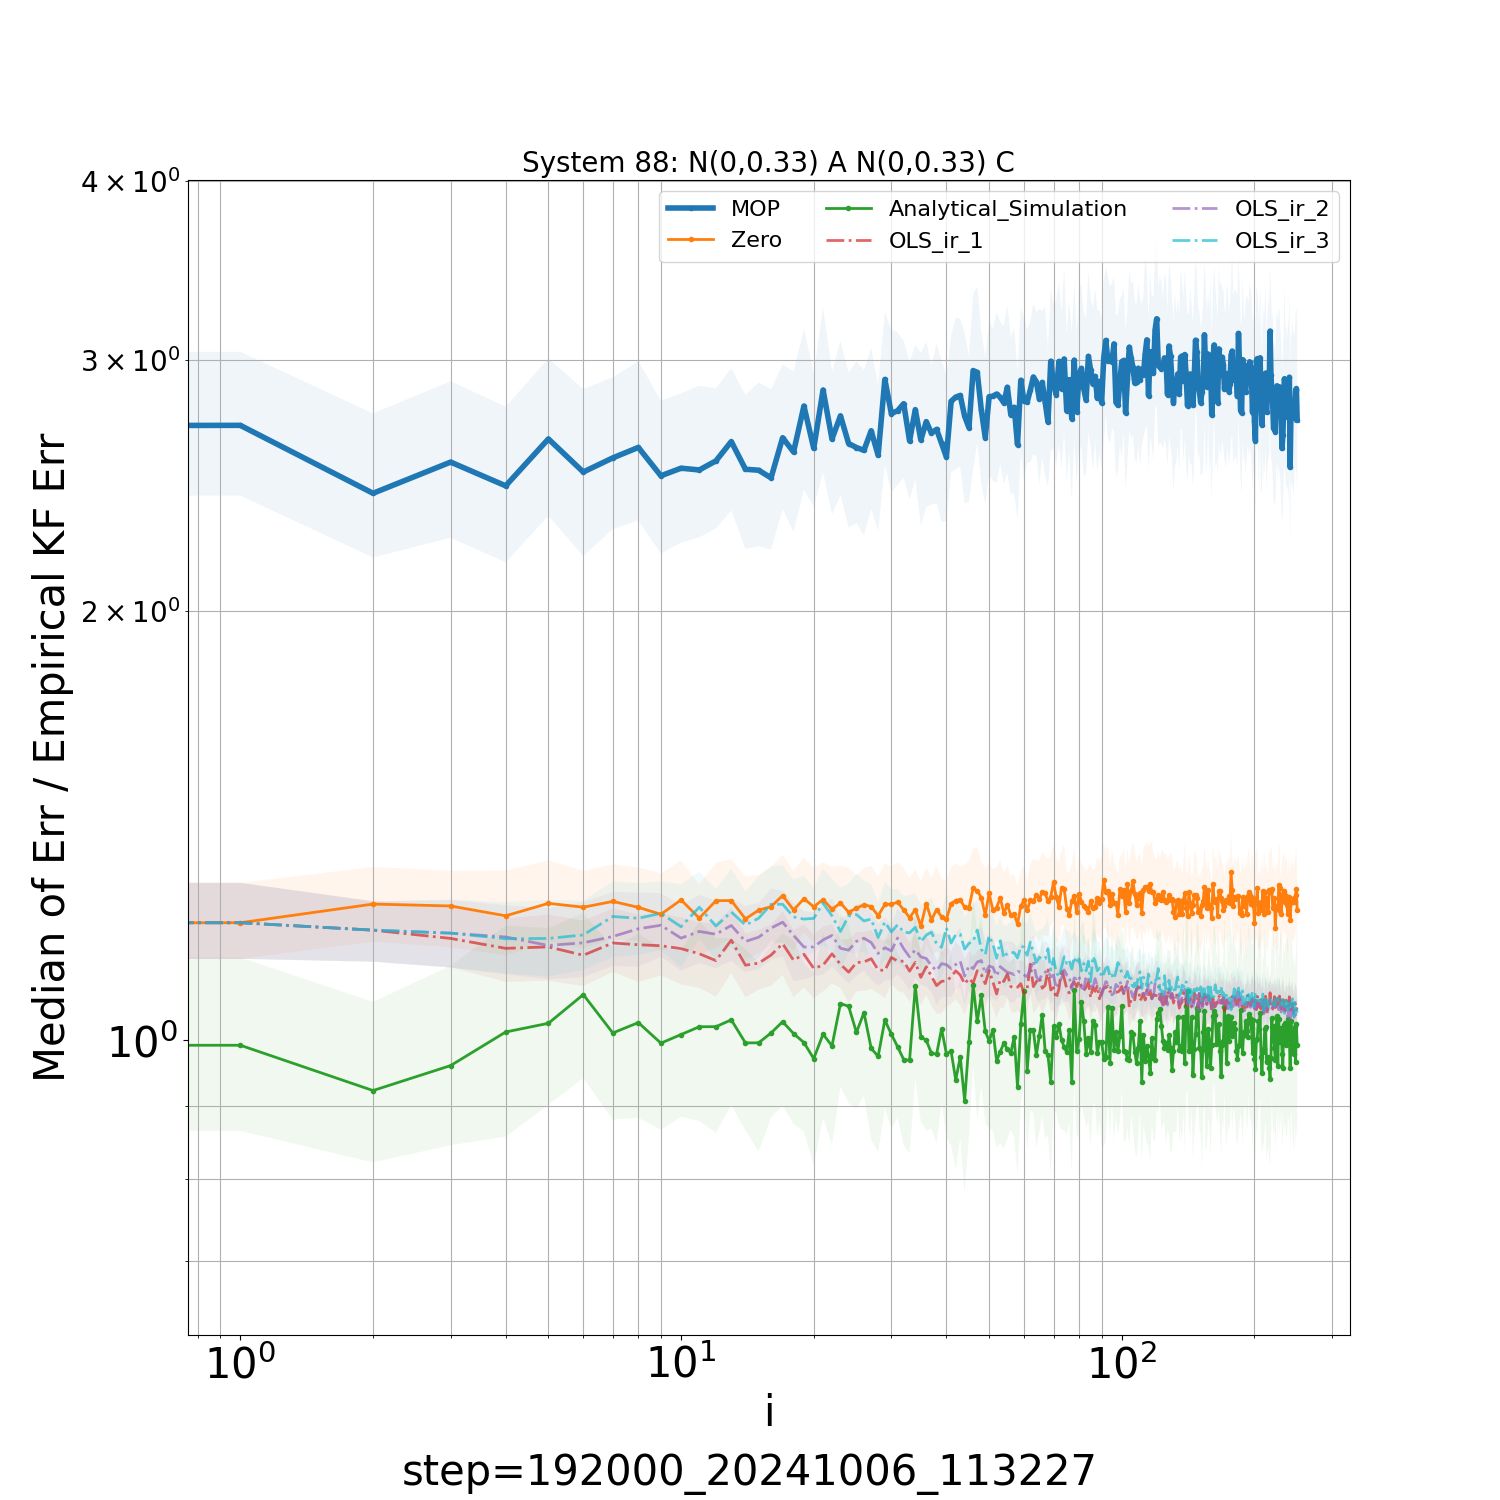 System 88: N(0,0.33) A N(0,0.33) C
MOP
Zero
Analytical_Simulation
OLS_ir_1
OLS_ir_2
OLS_ir_3
Median of Err / Empirical KF Err
4 × 10⁰
3 × 10⁰
2 × 10⁰
10⁰
10⁰ 10¹ 10²
i
step=192000_20241006_113227